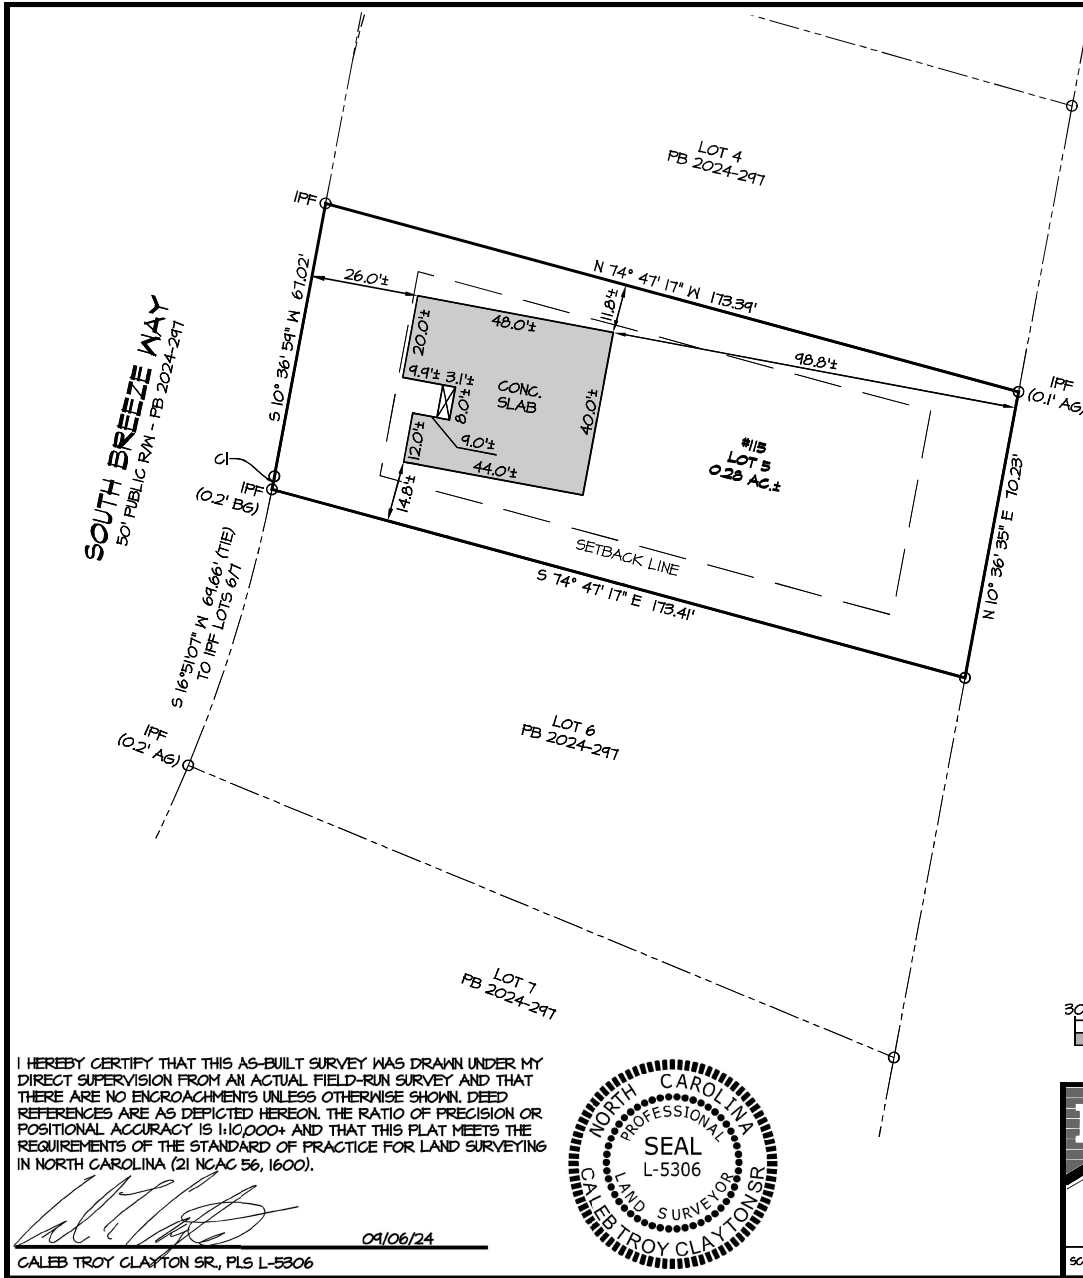 LOT 4
PB 2024-297
IPF
N 74° 47' 17" W 173.39'
26.0'±
11.8'±
S 10° 36' 59" W 67.02'
48.0'±
20.0'±
98.8'±
IPF
(0.1' AG)
9.9'± 3.1'±
8.0'±
CONC.
SLAB
40.0'±
SOUTH BREEZE WAY
50' PUBLIC R/W - PB 2024-297
12.0'±
9.0'±
44.0'±
#115
LOT 5
0.28 AC.±
C1
IPF
(0.2' BG)
14.8'±
N 10° 36' 35" E 70.23'
SETBACK LINE
S 74° 47' 17" E 173.41'
S 16°51'07" W 69.66' (TIE)
TO IPF LOTS 6/7
IPF
(0.2' AG)
LOT 6
PB 2024-297
LOT 7
PB 2024-297
30
I HEREBY CERTIFY THAT THIS AS-BUILT SURVEY WAS DRAWN UNDER MY
DIRECT SUPERVISION FROM AN ACTUAL FIELD-RUN SURVEY AND THAT
THERE ARE NO ENCROACHMENTS UNLESS OTHERWISE SHOWN. DEED
REFERENCES ARE AS DEPICTED HEREON. THE RATIO OF PRECISION OR
POSITIONAL ACCURACY IS 1:10,000+ AND THAT THIS PLAT MEETS THE
REQUIREMENTS OF THE STANDARD OF PRACTICE FOR LAND SURVEYING
IN NORTH CAROLINA (21 NCAC 56, 1600).
09/06/24
CALEB TROY CLAYTON SR., PLS L-5306
NORTH CAROLINA
PROFESSIONAL
SEAL
L-5306
LAND SURVEYOR
CALEB TROY CLAYTON SR
SC